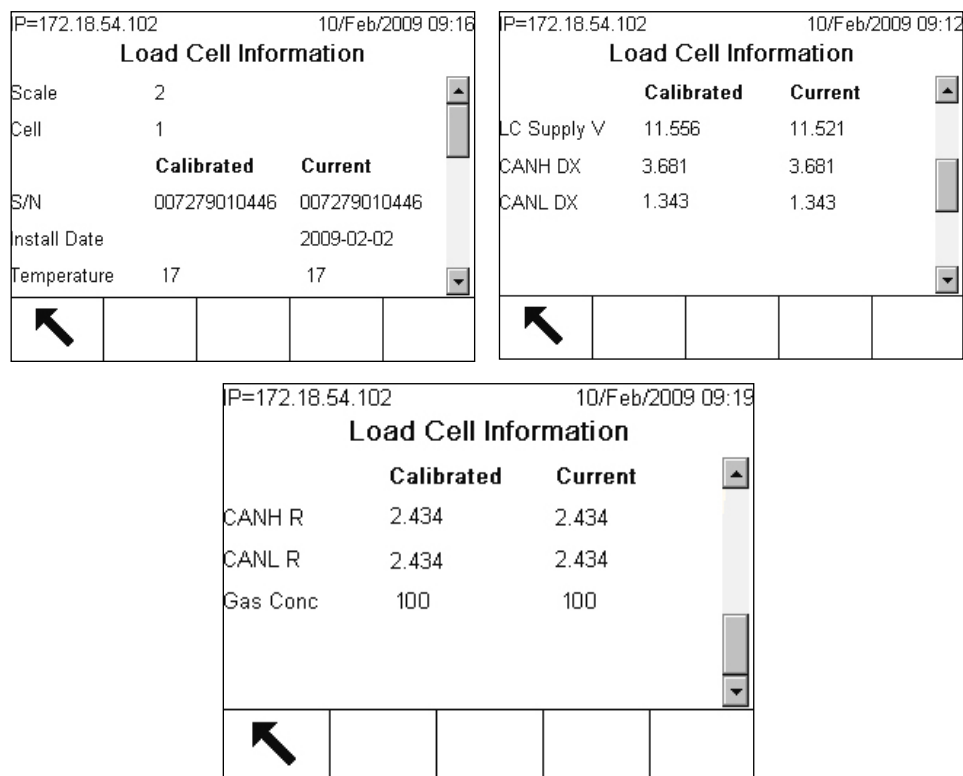 IP=172.18.54.102 10/Feb/2009 09:16
Load Cell Information
Scale 2
Cell 1
Calibrated Current
S/N 007279010446 007279010446
Install Date 2009-02-02
Temperature 17 17
IP=172.18.54.102 10/Feb/2009 09:12
Load Cell Information
Calibrated Current
LC Supply V 11.556 11.521
CANH DX 3.681 3.681
CANL DX 1.343 1.343
IP=172.18.54.102 10/Feb/2009 09:19
Load Cell Information
Calibrated Current
CANH R 2.434 2.434
CANL R 2.434 2.434
Gas Conc 100 100